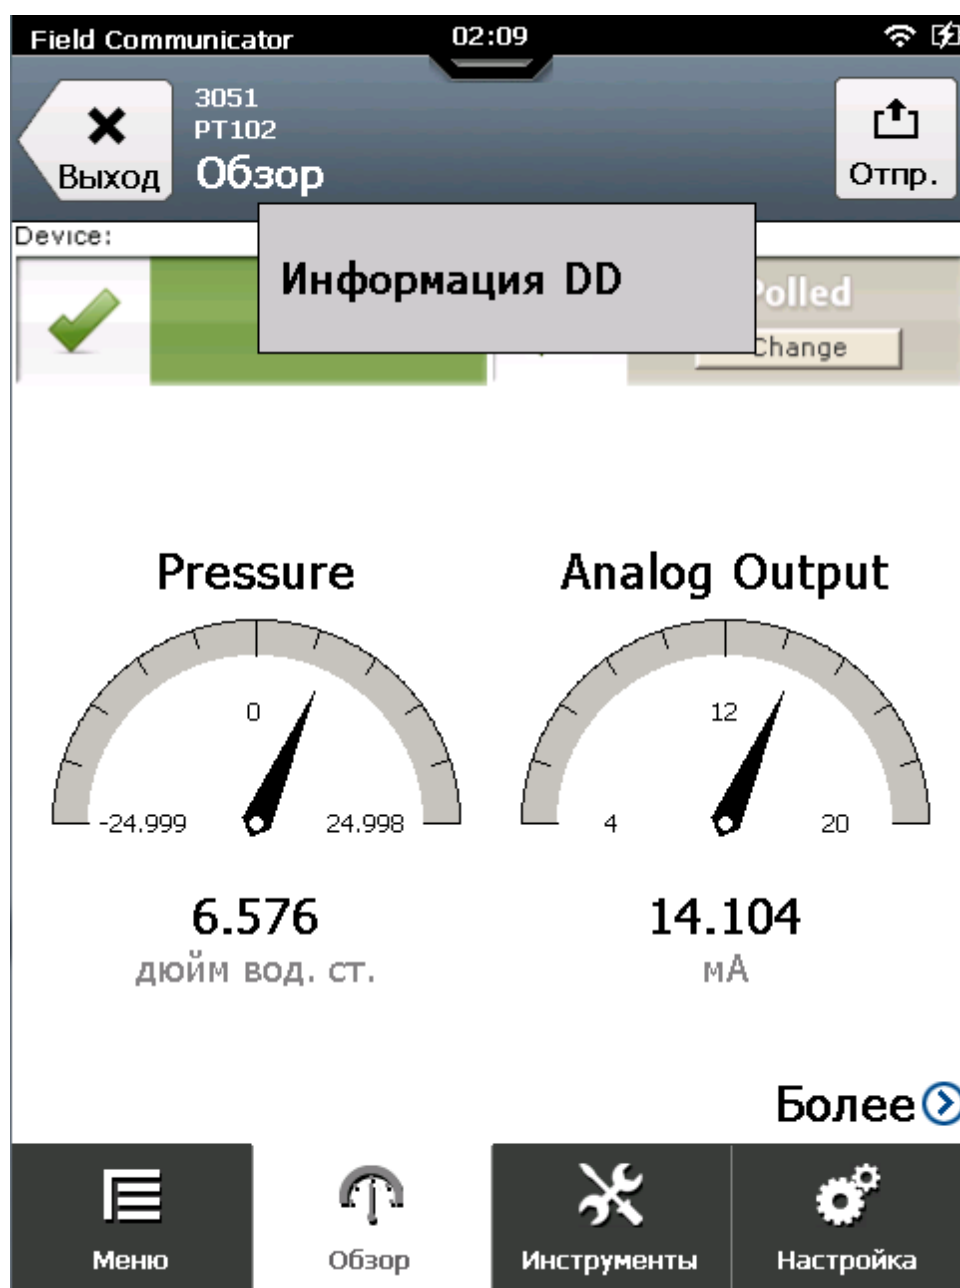 Field Communicator 02:09
3051
PT102
Обзор
Выход
Отпр.
Device:
Информация DD
Polled
Change
Pressure
Analog Output
0
-24.999 24.998
12
4 20
6.576
дюйм вод. ст.
14.104
мА
Более
Меню Обзор Инструменты Настройка